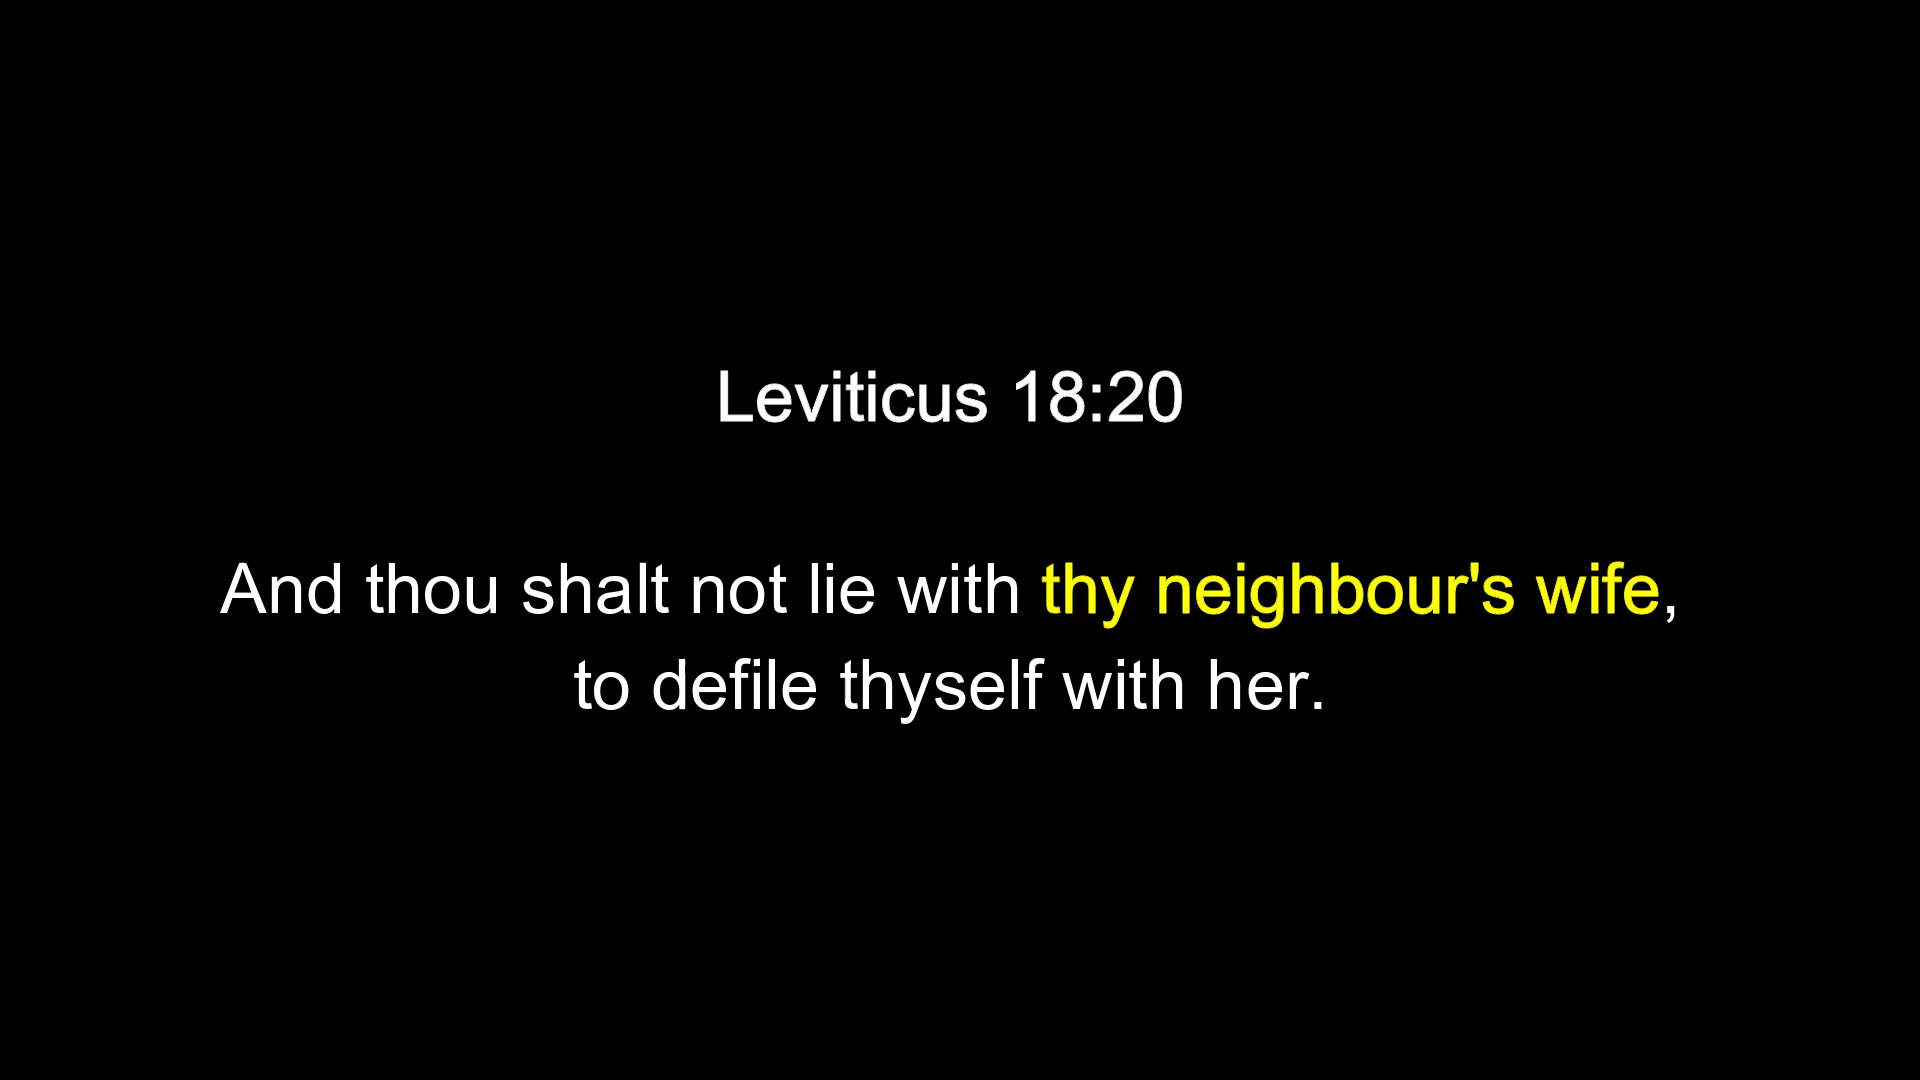 Leviticus 18:20
And thou shalt not lie with thy neighbour's wife,
to defile thyself with her.